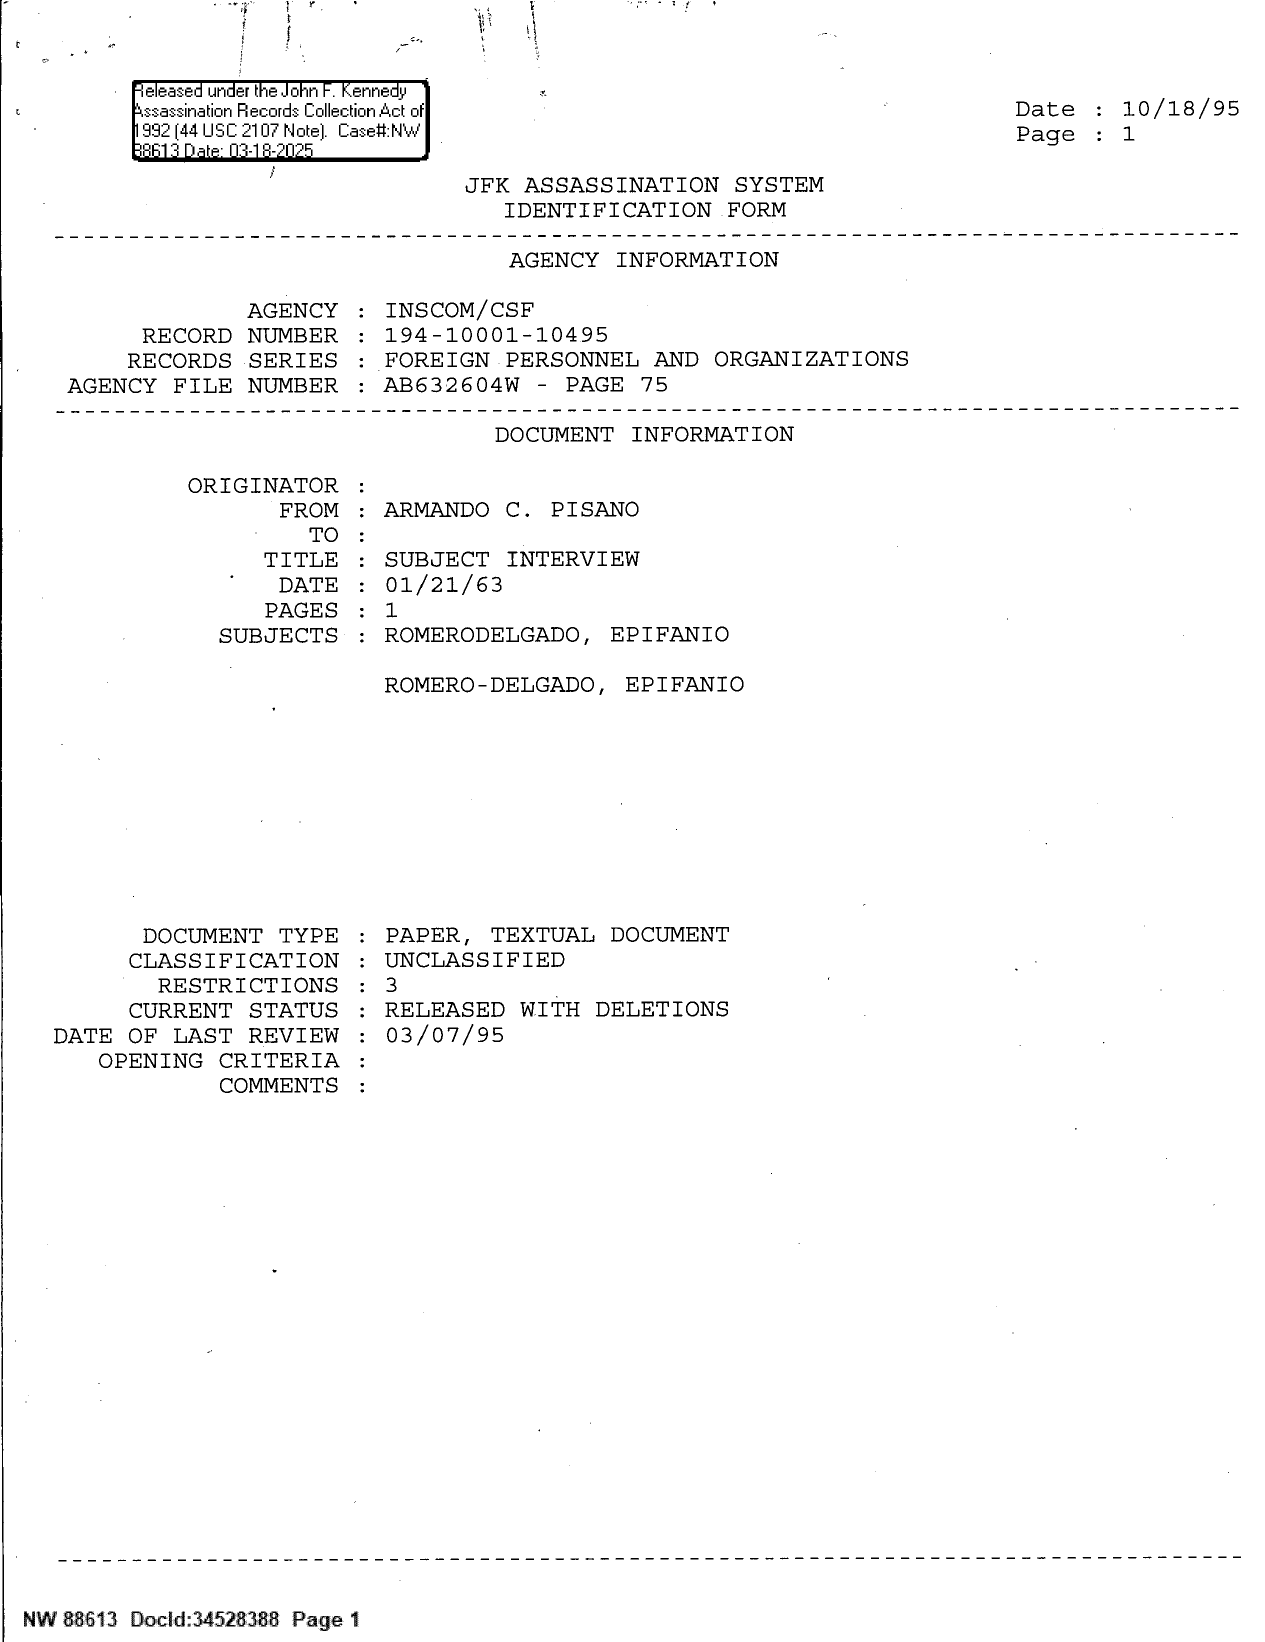 Released under the John F. Kennedy
Assassination Records Collection Act of
1992 (44 USC 2107 Note). Case#:NW
88613 Date: 03-18-2025
Date : 10/18/95
Page : 1
JFK ASSASSINATION SYSTEM
IDENTIFICATION FORM
AGENCY INFORMATION
AGENCY : INSCOM/CSF
RECORD NUMBER : 194-10001-10495
RECORDS SERIES : FOREIGN PERSONNEL AND ORGANIZATIONS
AGENCY FILE NUMBER : AB632604W - PAGE 75
DOCUMENT INFORMATION
ORIGINATOR :
FROM : ARMANDO C. PISANO
TO :
TITLE : SUBJECT INTERVIEW
DATE : 01/21/63
PAGES : 1
SUBJECTS : ROMERODELGADO, EPIFANIO
ROMERO-DELGADO, EPIFANIO
DOCUMENT TYPE : PAPER, TEXTUAL DOCUMENT
CLASSIFICATION : UNCLASSIFIED
RESTRICTIONS : 3
CURRENT STATUS : RELEASED WITH DELETIONS
DATE OF LAST REVIEW : 03/07/95
OPENING CRITERIA :
COMMENTS :
NW 88613 DocId:34528388 Page 1